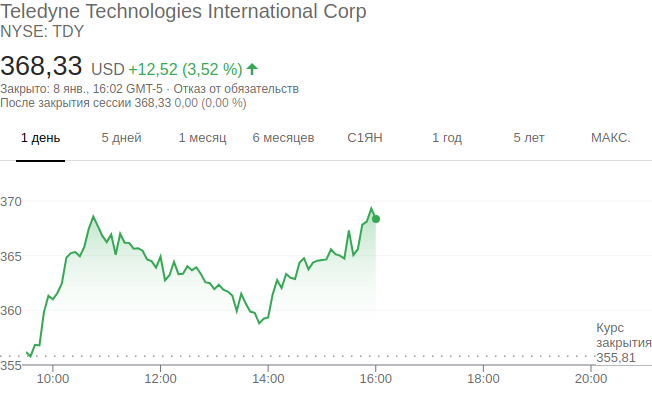 Teledyne Technologies International Corp
NYSE: TDY
368,33 USD +12,52 (3,52 %)
Закрыто: 8 янв., 16:02 GMT-5 · Отказ от обязательств
После закрытия сессии 368,33 0,00 (0,00 %)
1 день 5 дней 1 месяц 6 месяцев С1ЯН 1 год 5 лет МАКС.
370
365
360
Курс
закрытия
355,81
355
10:00 12:00 14:00 16:00 18:00 20:00